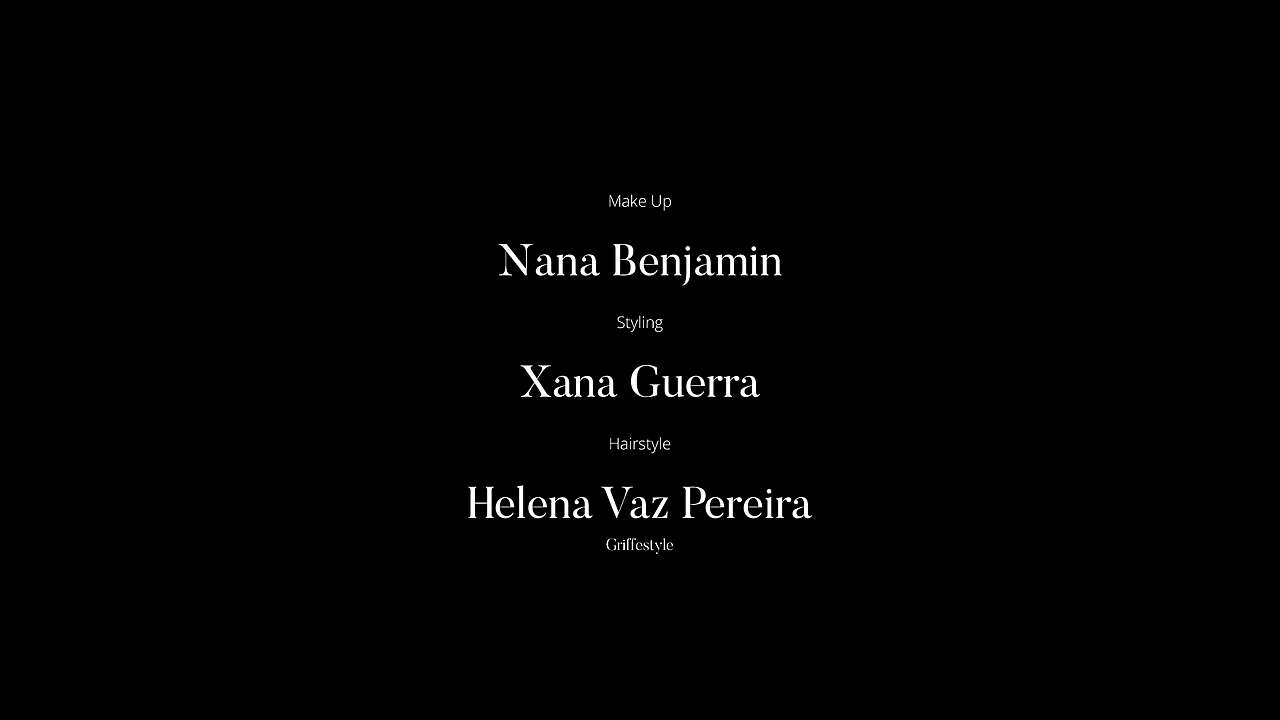 Make Up
Nana Benjamin
Styling
Xana Guerra
Hairstyle
Helena Vaz Pereira
Griffestyle